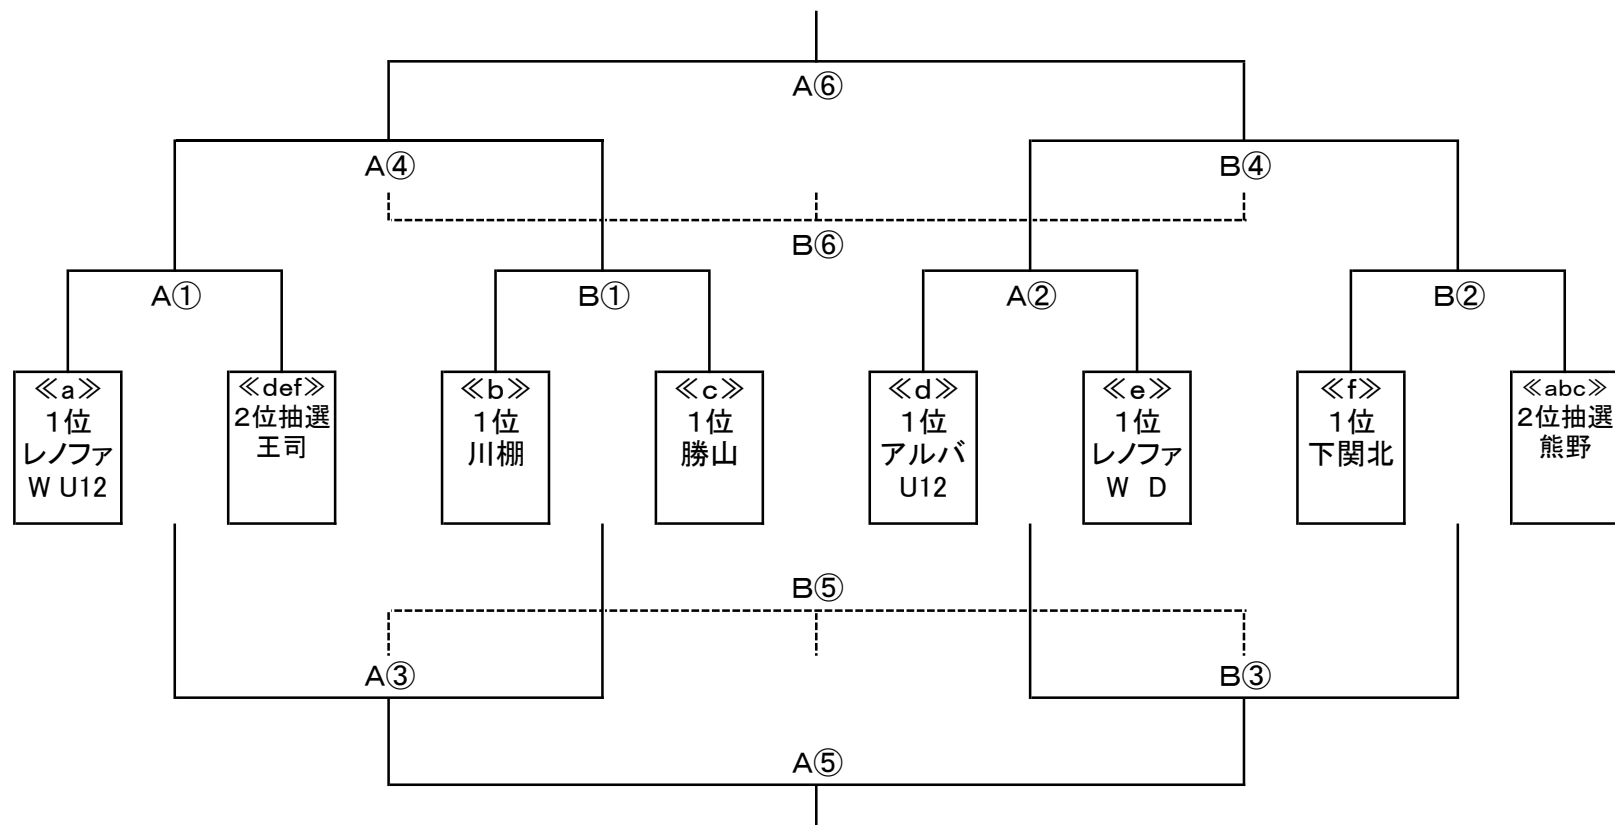 A⑥
A④
B④
B⑥
A①
B①
A②
B②
≪a≫
1位
レノファ
W U12
≪def≫
2位抽選
王司
≪b≫
1位
川棚
≪c≫
1位
勝山
≪d≫
1位
アルバ
U12
≪e≫
1位
レノファ
W D
≪f≫
1位
下関北
≪abc≫
2位抽選
熊野
B⑤
A③
B③
A⑤